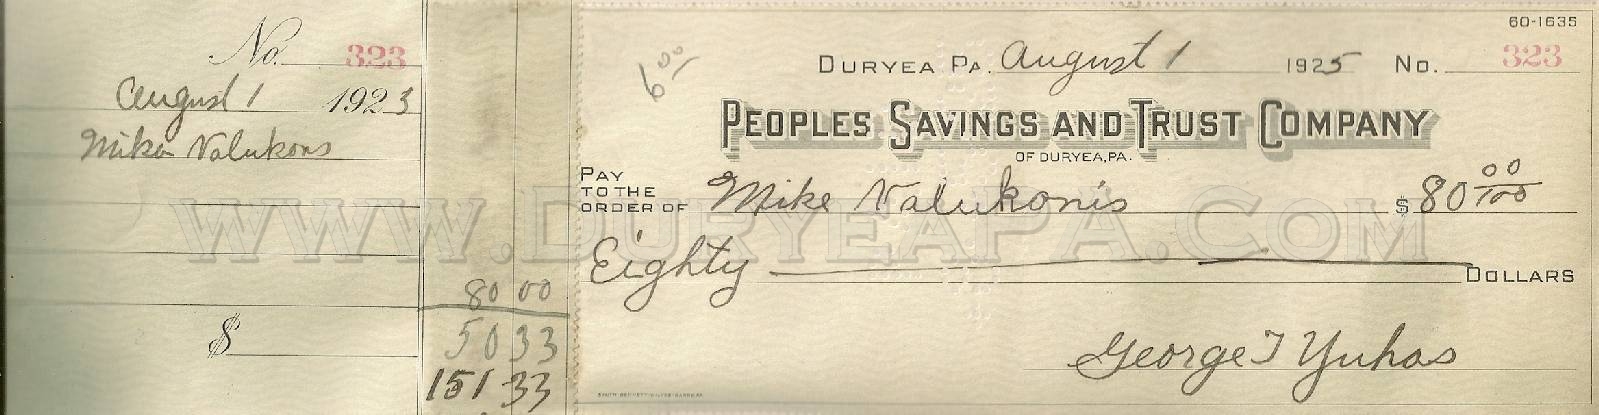 No. 323
August 1 1923
Mike Valukons
80 00
$ 50 33
151 33
60-1635
6 00
DURYEA PA. August 1 1925 No. 323
PEOPLES SAVINGS AND TRUST COMPANY
OF DURYEA, PA.
PAY
TO THE
ORDER OF Mike Valukonis $ 80 00/100
Eighty DOLLARS
George J Yuhas
www.DuryeaPA.Com